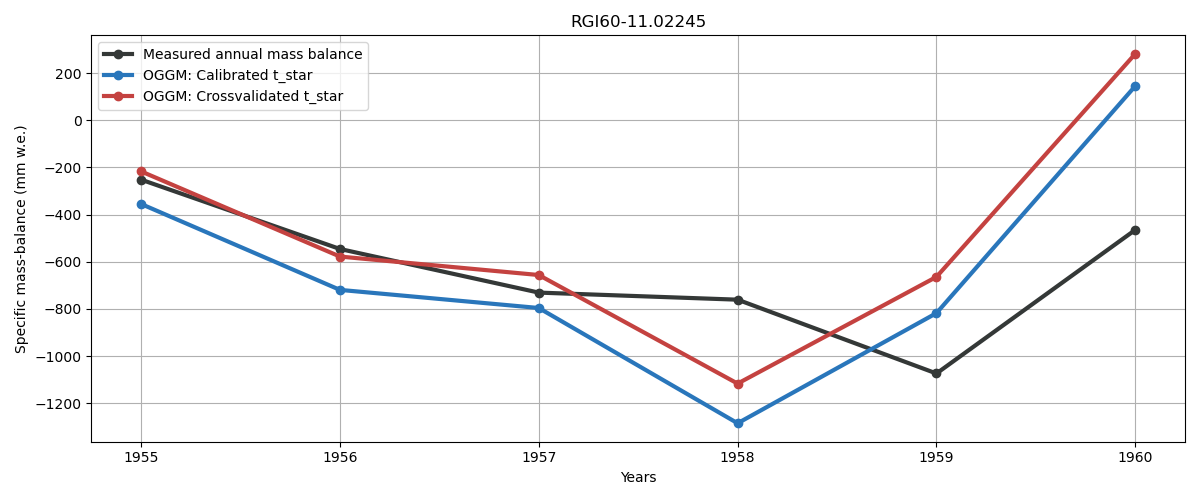 RGI60-11.02245
Measured annual mass balance
OGGM: Calibrated t_star
OGGM: Crossvalidated t_star
Specific mass-balance (mm w.e.)
200
0
−200
−400
−600
−800
−1000
−1200
1955 1956 1957 1958 1959 1960
Years